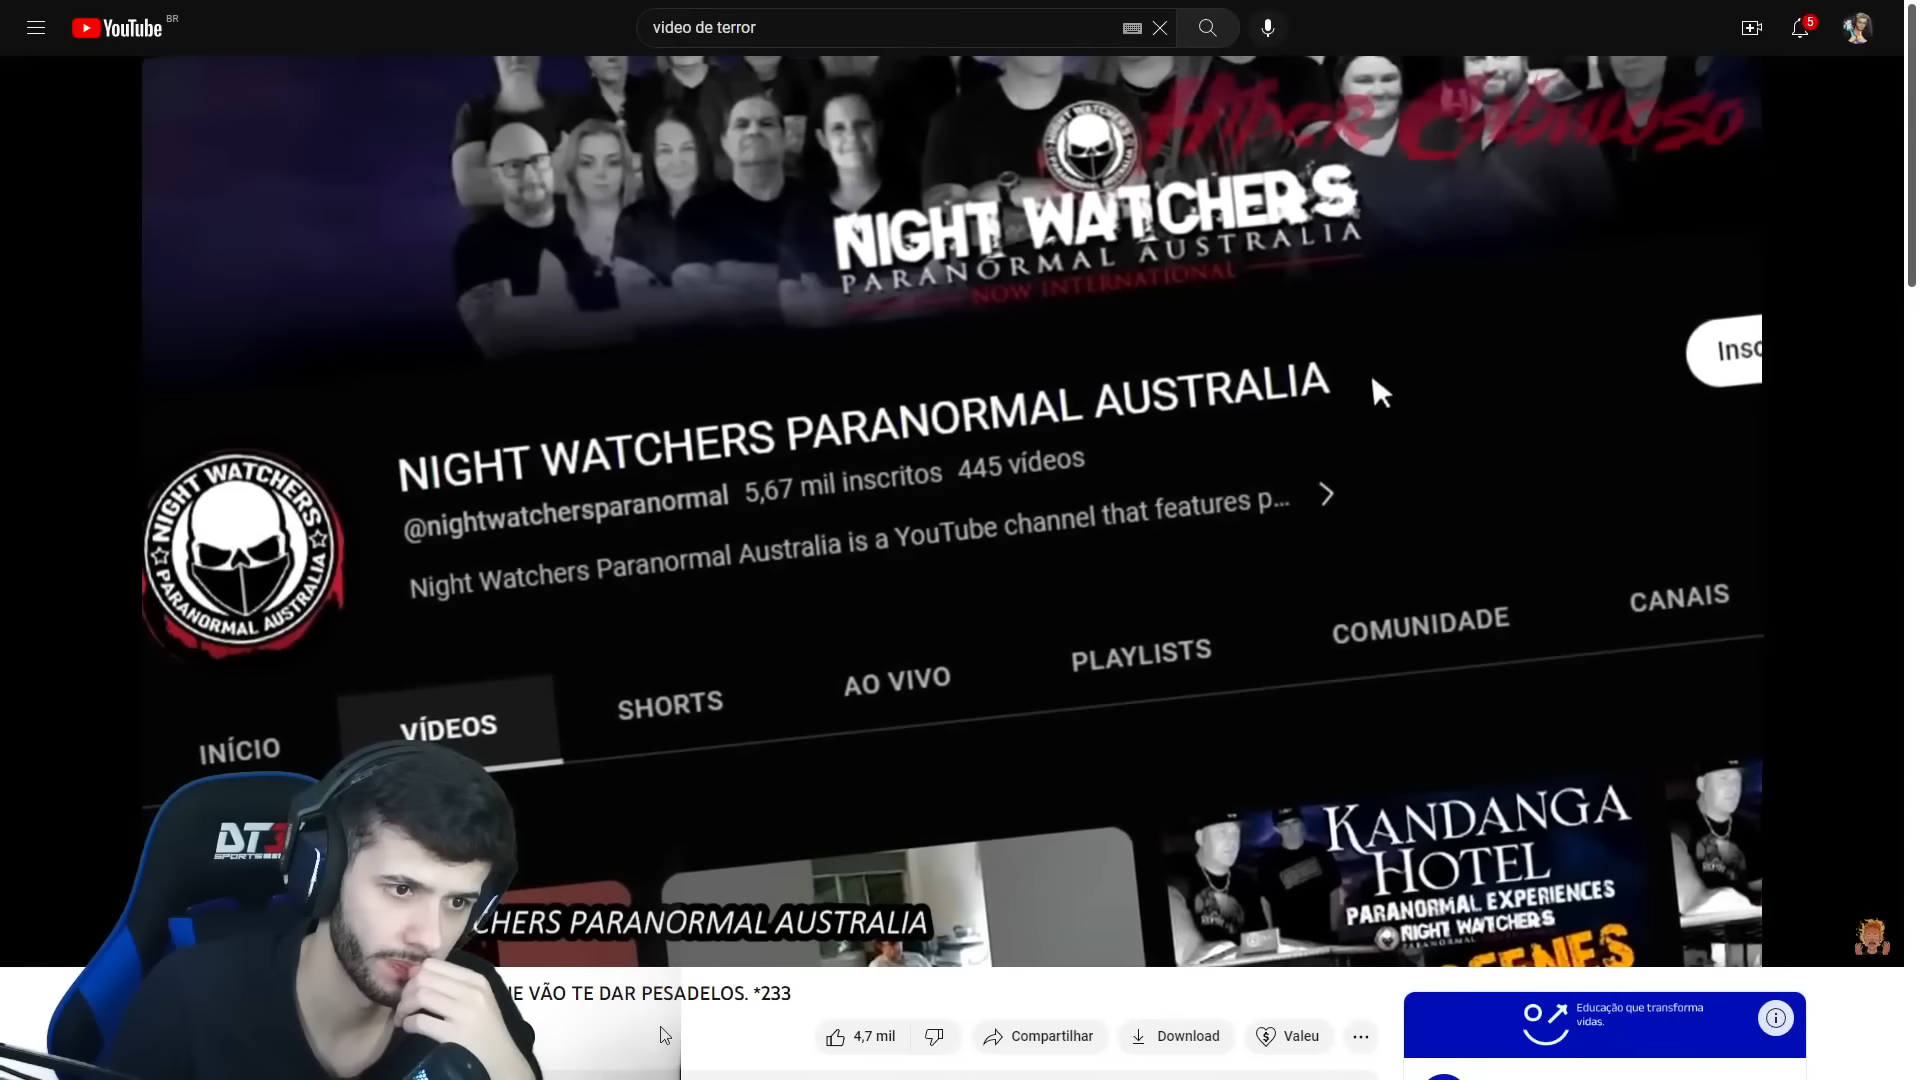 YouTube
BR
video de terror
5
Hiper Cabuloso
NIGHT WATCHERS
PARANORMAL AUSTRALIA
NOW INTERNATIONAL
NIGHT WATCHERS PARANORMAL AUSTRALIA
@nightwatchersparanormal 5,67 mil inscritos 445 vídeos
Night Watchers Paranormal Australia is a YouTube channel that features p...
Insc
NIGHT WATCHERS
PARANORMAL AUSTRALIA
INÍCIO
VÍDEOS
SHORTS
AO VIVO
PLAYLISTS
COMUNIDADE
CANAIS
DT3
SPORTS
KANDANGA
HOTEL
PARANORMAL EXPERIENCES
NIGHT WATCHERS
CHERS PARANORMAL AUSTRALIA
VÃO TE DAR PESADELOS. *233
4,7 mil
Compartilhar
Download
Valeu
Educação que transforma
vidas.